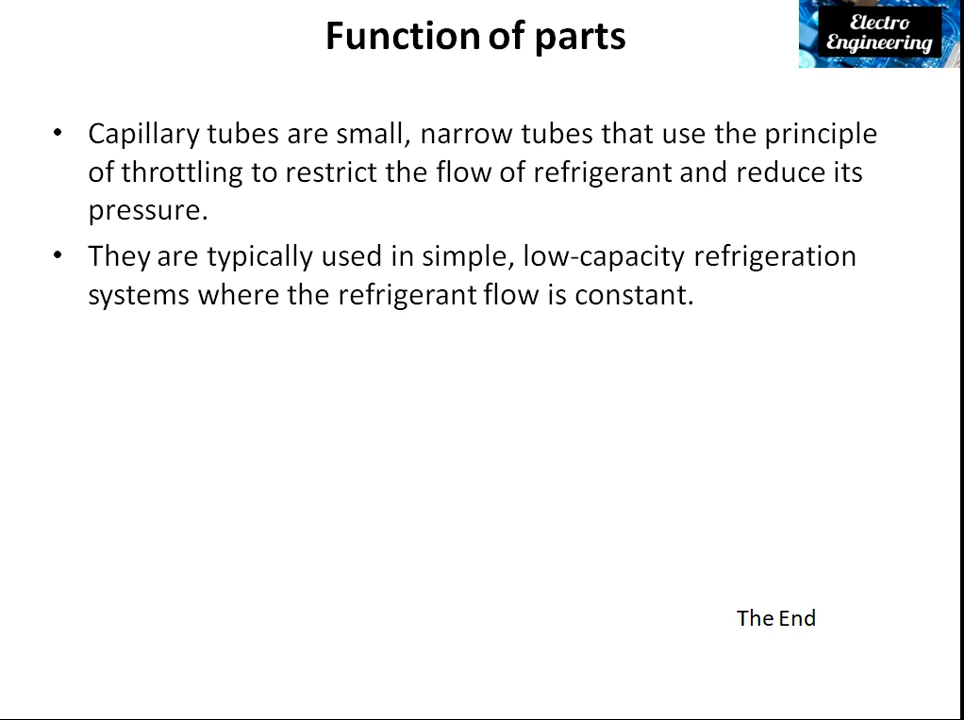 Function of parts
Electro
Engineering
• Capillary tubes are small, narrow tubes that use the principle
of throttling to restrict the flow of refrigerant and reduce its
pressure.
• They are typically used in simple, low-capacity refrigeration
systems where the refrigerant flow is constant.
The End